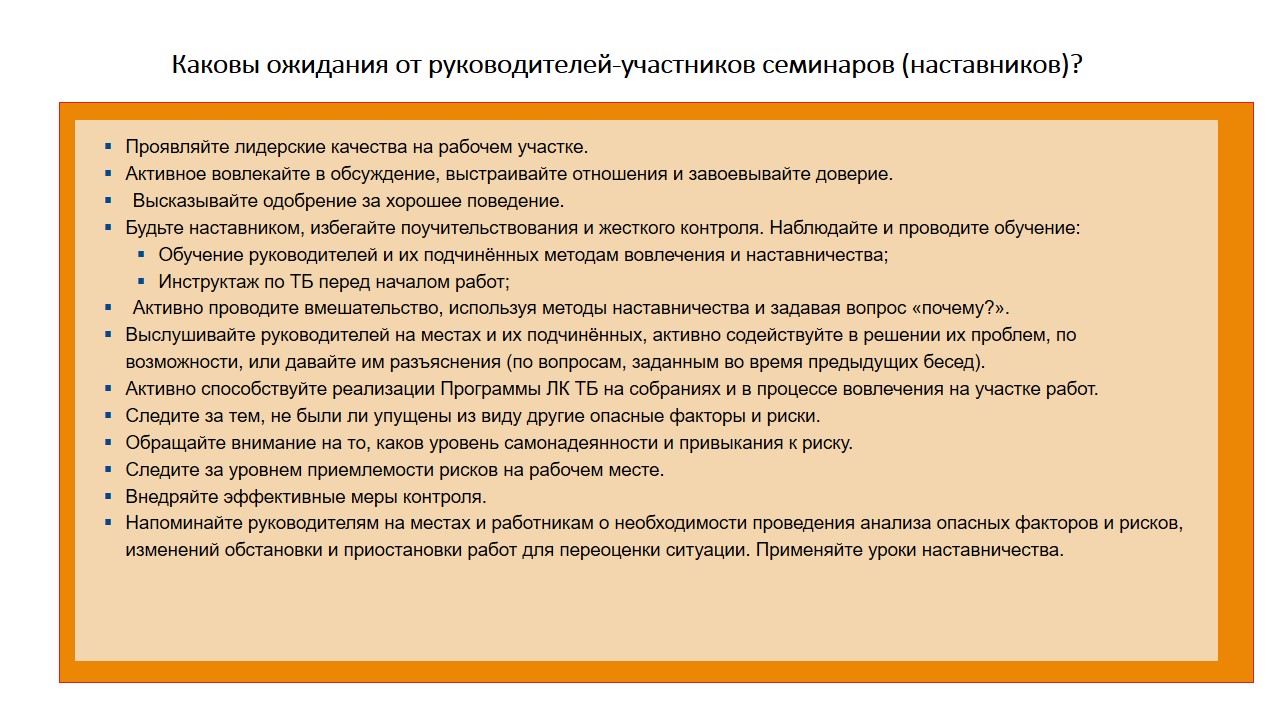 Каковы ожидания от руководителей-участников семинаров (наставников)?
▪ Проявляйте лидерские качества на рабочем участке.
▪ Активное вовлекайте в обсуждение, выстраивайте отношения и завоевывайте доверие.
▪ Высказывайте одобрение за хорошее поведение.
▪ Будьте наставником, избегайте поучительствования и жесткого контроля. Наблюдайте и проводите обучение:
▪ Обучение руководителей и их подчинённых методам вовлечения и наставничества;
▪ Инструктаж по ТБ перед началом работ;
▪ Активно проводите вмешательство, используя методы наставничества и задавая вопрос «почему?».
▪ Выслушивайте руководителей на местах и их подчинённых, активно содействуйте в решении их проблем, по
возможности, или давайте им разъяснения (по вопросам, заданным во время предыдущих бесед).
▪ Активно способствуйте реализации Программы ЛК ТБ на собраниях и в процессе вовлечения на участке работ.
▪ Следите за тем, не были ли упущены из виду другие опасные факторы и риски.
▪ Обращайте внимание на то, каков уровень самонадеянности и привыкания к риску.
▪ Следите за уровнем приемлемости рисков на рабочем месте.
▪ Внедряйте эффективные меры контроля.
▪ Напоминайте руководителям на местах и работникам о необходимости проведения анализа опасных факторов и рисков,
изменений обстановки и приостановки работ для переоценки ситуации. Применяйте уроки наставничества.